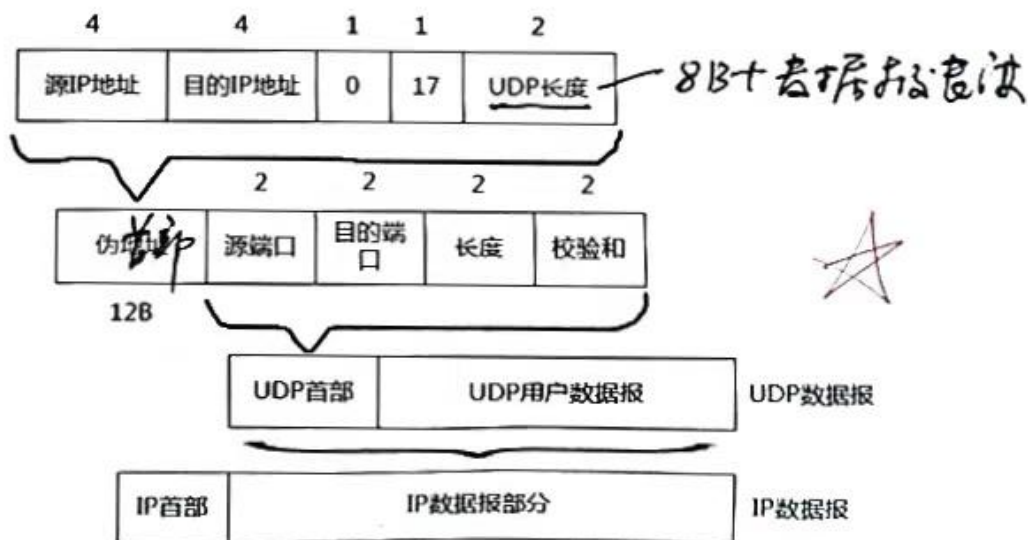 4 4 1 1 2
源IP地址 目的IP地址 0 17 UDP长度 8B+数据报长度
2 2 2 2
伪首部 源端口 目的端口 长度 校验和
12B
UDP首部 UDP用户数据报 UDP数据报
IP首部 IP数据报部分 IP数据报